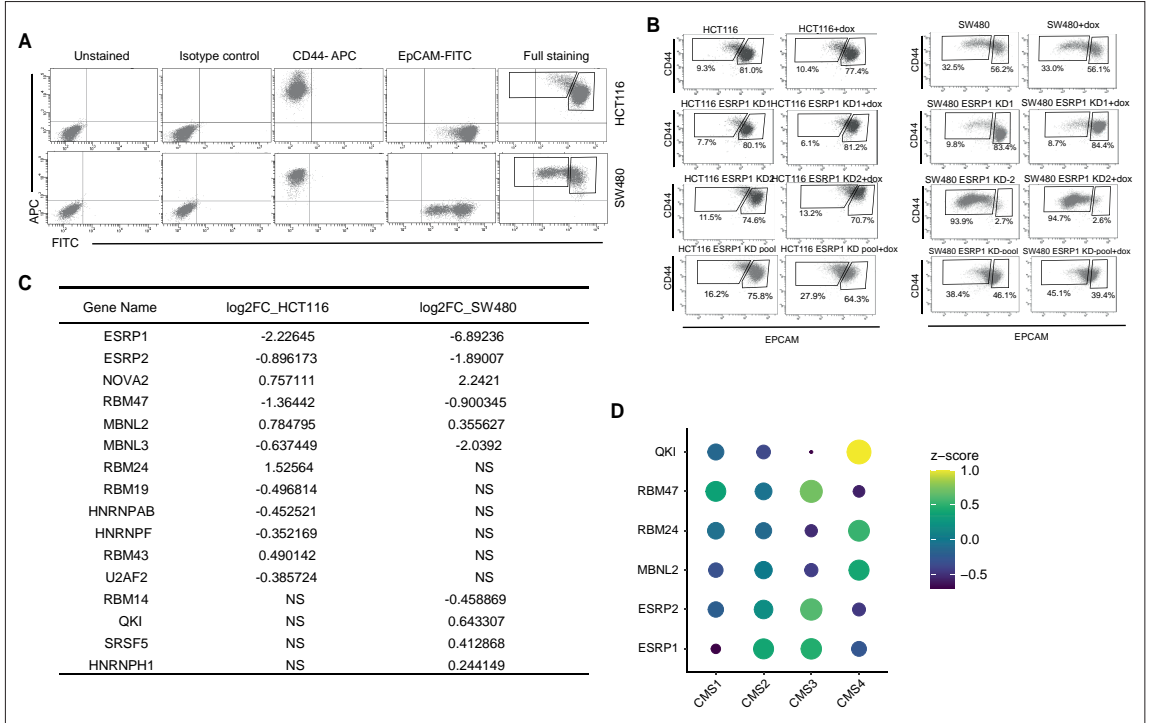 A
Unstained
Isotype control
CD44- APC
EpCAM-FITC
Full staining
HCT116
SW480
APC
FITC
B
HCT116
HCT116+dox
CD44
9.3%
81.0%
10.4%
77.4%
HCT116 ESRP1 KD1
HCT116 ESRP1 KD1+dox
CD44
7.7%
80.1%
6.1%
81.2%
HCT116 ESRP1 KD2
HCT116 ESRP1 KD2+dox
CD44
11.5%
74.6%
13.2%
70.7%
HCT116 ESRP1 KD pool
HCT116 ESRP1 KD pool+dox
CD44
16.2%
75.8%
27.9%
64.3%
EPCAM
SW480
SW480+dox
CD44
32.5%
56.2%
33.0%
56.1%
SW480 ESRP1 KD1
SW480 ESRP1 KD1+dox
CD44
9.8%
83.4%
8.7%
84.4%
SW480 ESRP1 KD-2
SW480 ESRP1 KD2+dox
CD44
93.9%
2.7%
94.7%
2.6%
SW480 ESRP1 KD-pool
SW480 ESRP1 KD-pool+dox
CD44
38.4%
46.1%
45.1%
39.4%
EPCAM
C
Gene Name log2FC_HCT116 log2FC_SW480
ESRP1 -2.22645 -6.89236
ESRP2 -0.896173 -1.89007
NOVA2 0.757111 2.2421
RBM47 -1.36442 -0.900345
MBNL2 0.784795 0.355627
MBNL3 -0.637449 -2.0392
RBM24 1.52564 NS
RBM19 -0.496814 NS
HNRNPAB -0.452521 NS
HNRNPF -0.352169 NS
RBM43 0.490142 NS
U2AF2 -0.385724 NS
RBM14 NS -0.458869
QKI NS 0.643307
SRSF5 NS 0.412868
HNRNPH1 NS 0.244149
D
QKI
RBM47
RBM24
MBNL2
ESRP2
ESRP1
CMS1
CMS2
CMS3
CMS4
z-score
1.0
0.5
0.0
−0.5